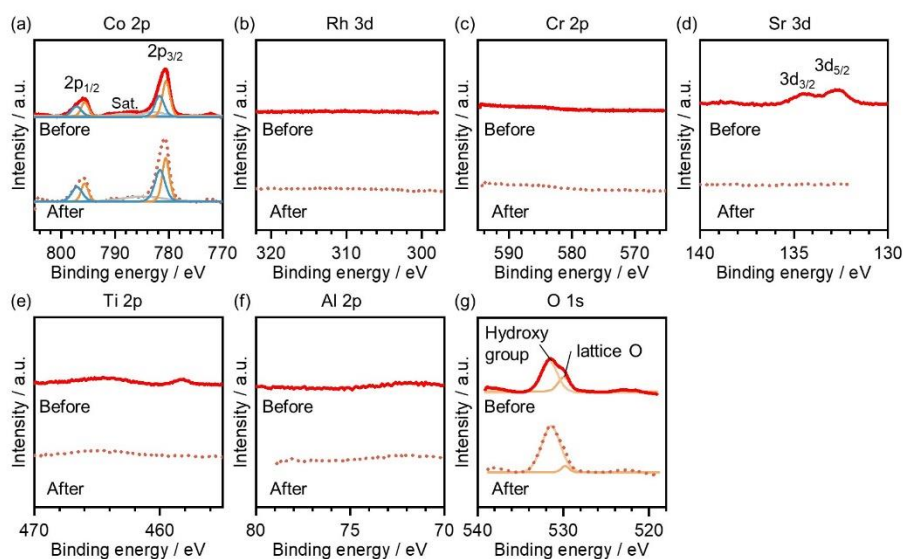 (a) Co 2p
Intensity / a.u.
2p1/2
2p3/2
Sat.
Before
After
800 790 780 770
Binding energy / eV
(b) Rh 3d
Intensity / a.u.
Before
After
320 310 300
Binding energy / eV
(c) Cr 2p
Intensity / a.u.
Before
After
590 580 570
Binding energy / eV
(d) Sr 3d
Intensity / a.u.
3d3/2
3d5/2
Before
After
140 135 130
Binding energy / eV
(e) Ti 2p
Intensity / a.u.
Before
After
470 460
Binding energy / eV
(f) Al 2p
Intensity / a.u.
Before
After
80 75 70
Binding energy / eV
(g) O 1s
Intensity / a.u.
Hydroxy
group
lattice O
Before
After
540 530 520
Binding energy / eV